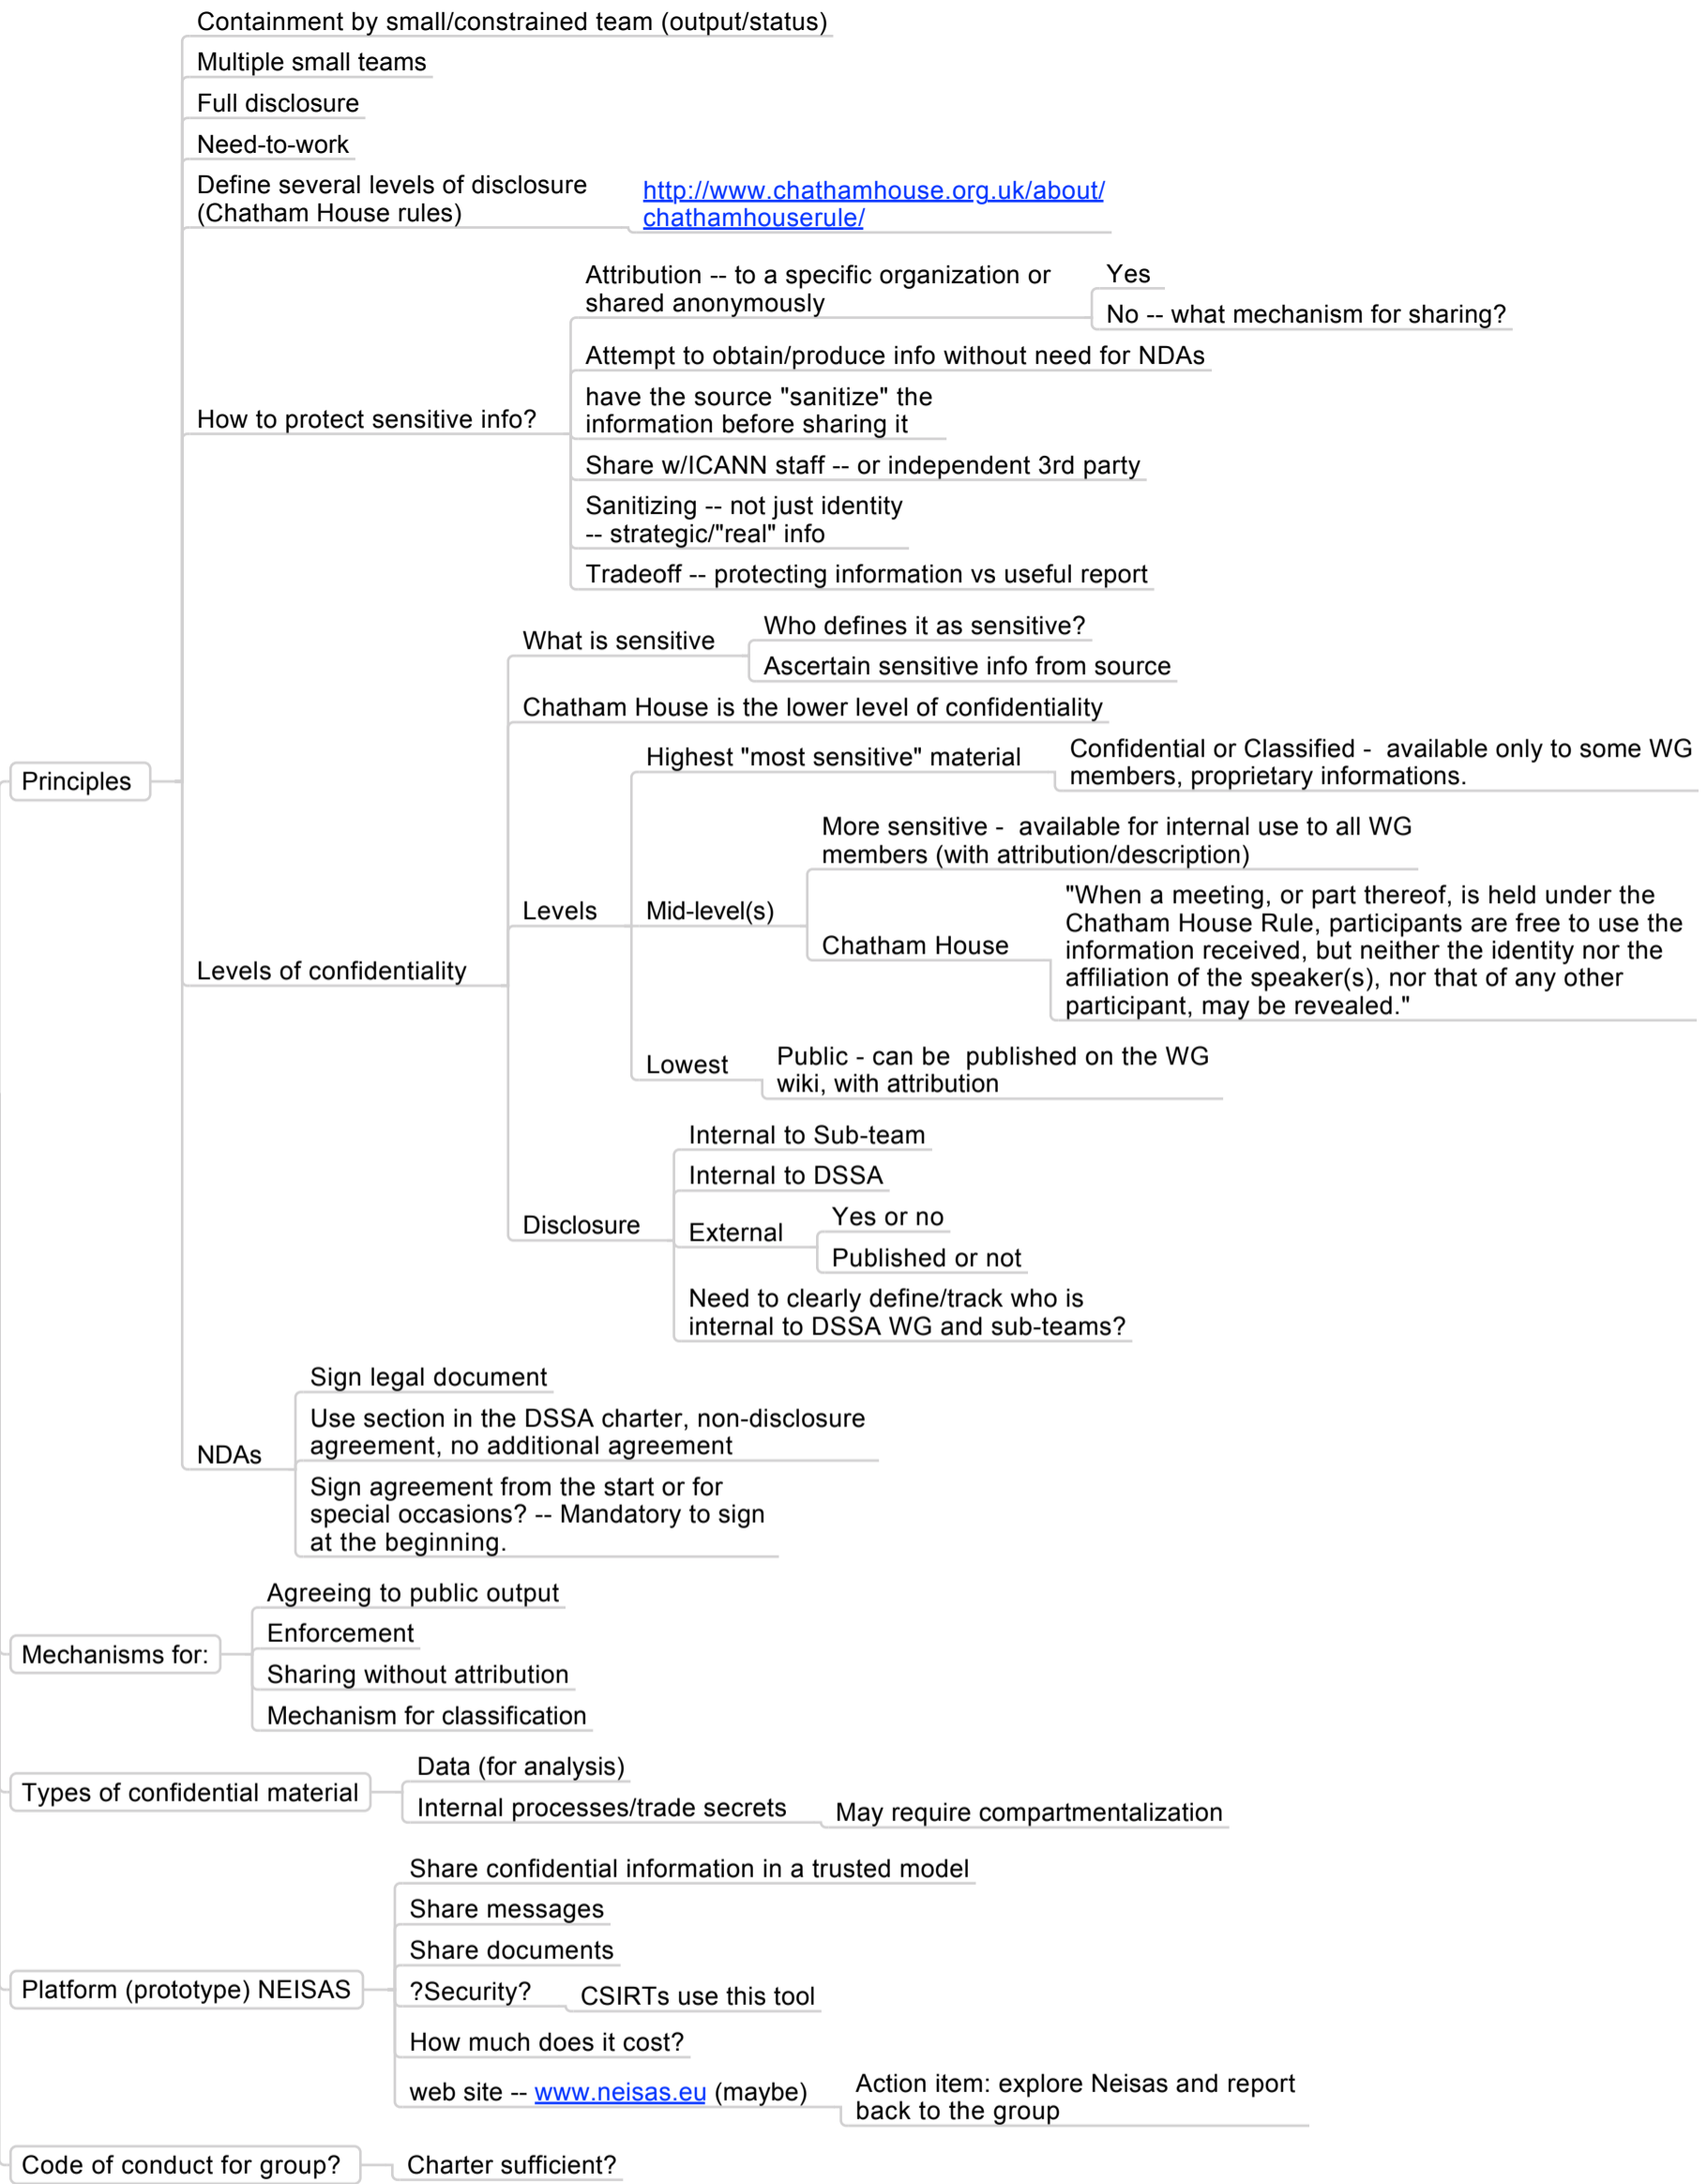 Containment by small/constrained team (output/status)
Multiple small teams
Full disclosure
Need-to-work
Define several levels of disclosure
(Chatham House rules)
http://www.chathamhouse.org.uk/about/
chathamhouserule/
How to protect sensitive info?
Attribution -- to a specific organization or
shared anonymously
Yes
No -- what mechanism for sharing?
Attempt to obtain/produce info without need for NDAs
have the source "sanitize" the
information before sharing it
Share w/ICANN staff -- or independent 3rd party
Sanitizing -- not just identity
-- strategic/"real" info
Tradeoff -- protecting information vs useful report
Principles
Levels of confidentiality
What is sensitive
Who defines it as sensitive?
Ascertain sensitive info from source
Chatham House is the lower level of confidentiality
Levels
Highest "most sensitive" material
Confidential or Classified -  available only to some WG
members, proprietary informations.
Mid-level(s)
More sensitive -  available for internal use to all WG
members (with attribution/description)
Chatham House
"When a meeting, or part thereof, is held under the
Chatham House Rule, participants are free to use the
information received, but neither the identity nor the
affiliation of the speaker(s), nor that of any other
participant, may be revealed."
Lowest
Public - can be  published on the WG
wiki, with attribution
Disclosure
Internal to Sub-team
Internal to DSSA
External
Yes or no
Published or not
Need to clearly define/track who is
internal to DSSA WG and sub-teams?
NDAs
Sign legal document
Use section in the DSSA charter, non-disclosure
agreement, no additional agreement
Sign agreement from the start or for
special occasions? -- Mandatory to sign
at the beginning.
Mechanisms for:
Agreeing to public output
Enforcement
Sharing without attribution
Mechanism for classification
Types of confidential material
Data (for analysis)
Internal processes/trade secrets
May require compartmentalization
Platform (prototype) NEISAS
Share confidential information in a trusted model
Share messages
Share documents
?Security?
CSIRTs use this tool
How much does it cost?
web site -- www.neisas.eu (maybe)
Action item: explore Neisas and report
back to the group
Code of conduct for group?
Charter sufficient?